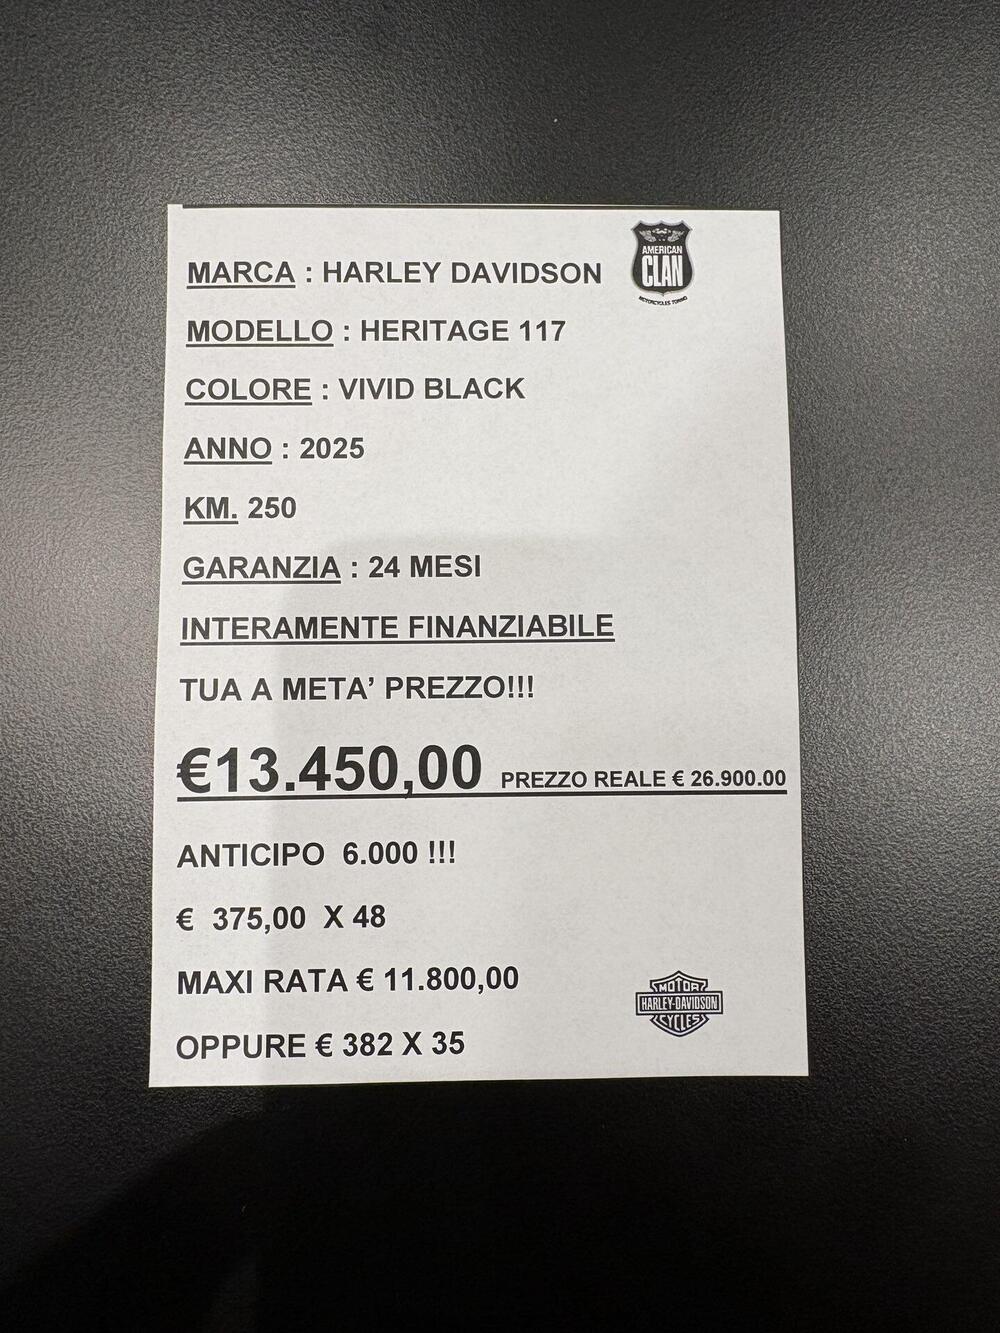 AMERICAN
CLAN
MOTORCYCLES TORINO
MARCA : HARLEY DAVIDSON
MODELLO : HERITAGE 117
COLORE : VIVID BLACK
ANNO : 2025
KM. 250
GARANZIA : 24 MESI
INTERAMENTE FINANZIABILE
TUA A META’ PREZZO!!!
€13.450,00 PREZZO REALE € 26.900.00
ANTICIPO 6.000 !!!
€ 375,00 X 48
MAXI RATA € 11.800,00
MOTOR
HARLEY-DAVIDSON
CYCLES
OPPURE € 382 X 35